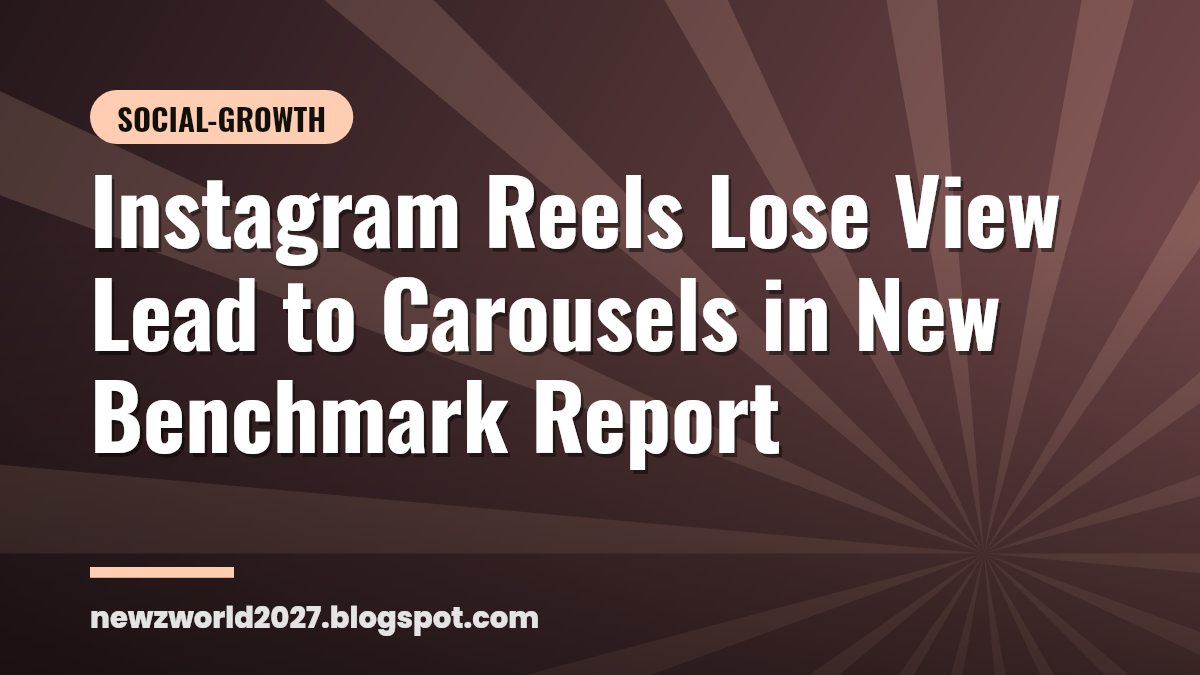 SOCIAL-GROWTH
Instagram Reels Lose View
Lead to Carousels in New
Benchmark Report
newzworld2027.blogspot.com